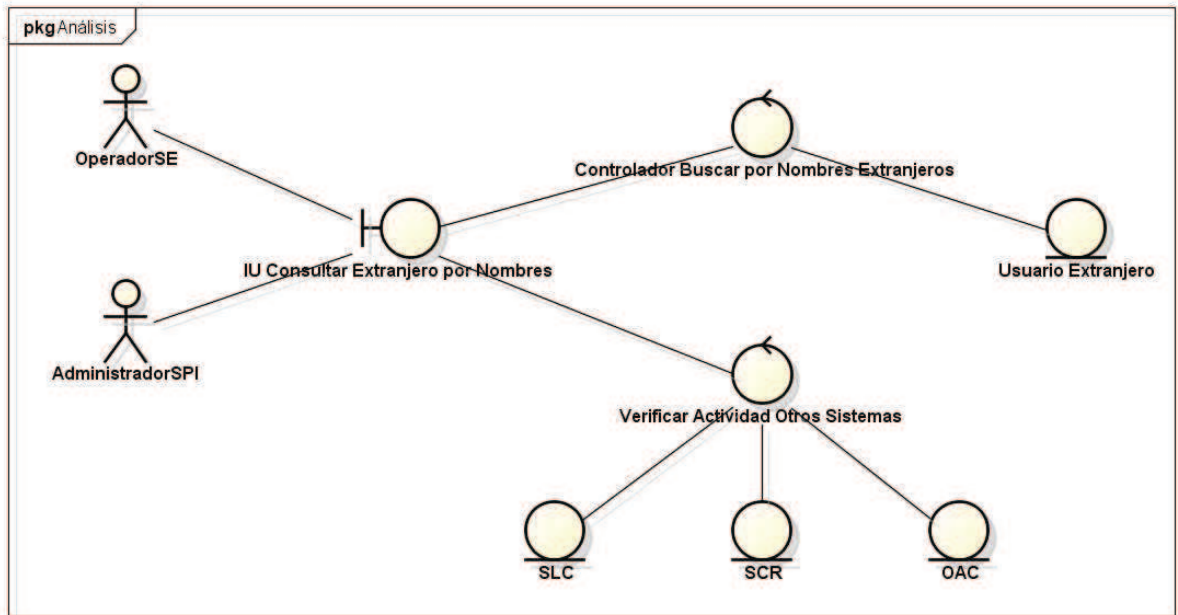 pkg Análisis
OperadorSE
Controlador Buscar por Nombres Extranjeros
IU Consultar Extranjero por Nombres
Usuario Extranjero
AdministradorSPI
Verificar Actividad Otros Sistemas
SLC
SCR
OAC